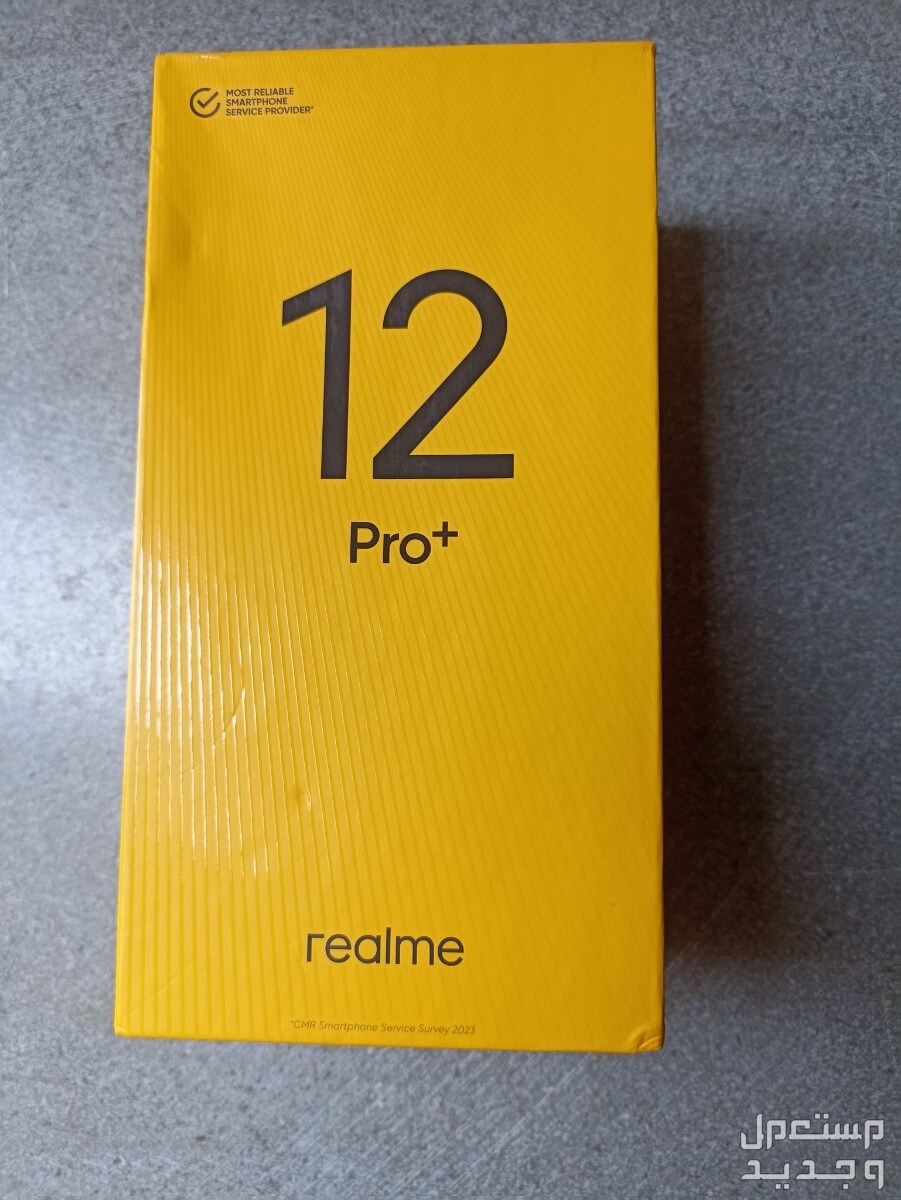 MOST RELIABLE
SMARTPHONE
SERVICE PROVIDER*
12
Pro+
realme
*CMR Smartphone Service Survey 2023
مستعمل
وجديد